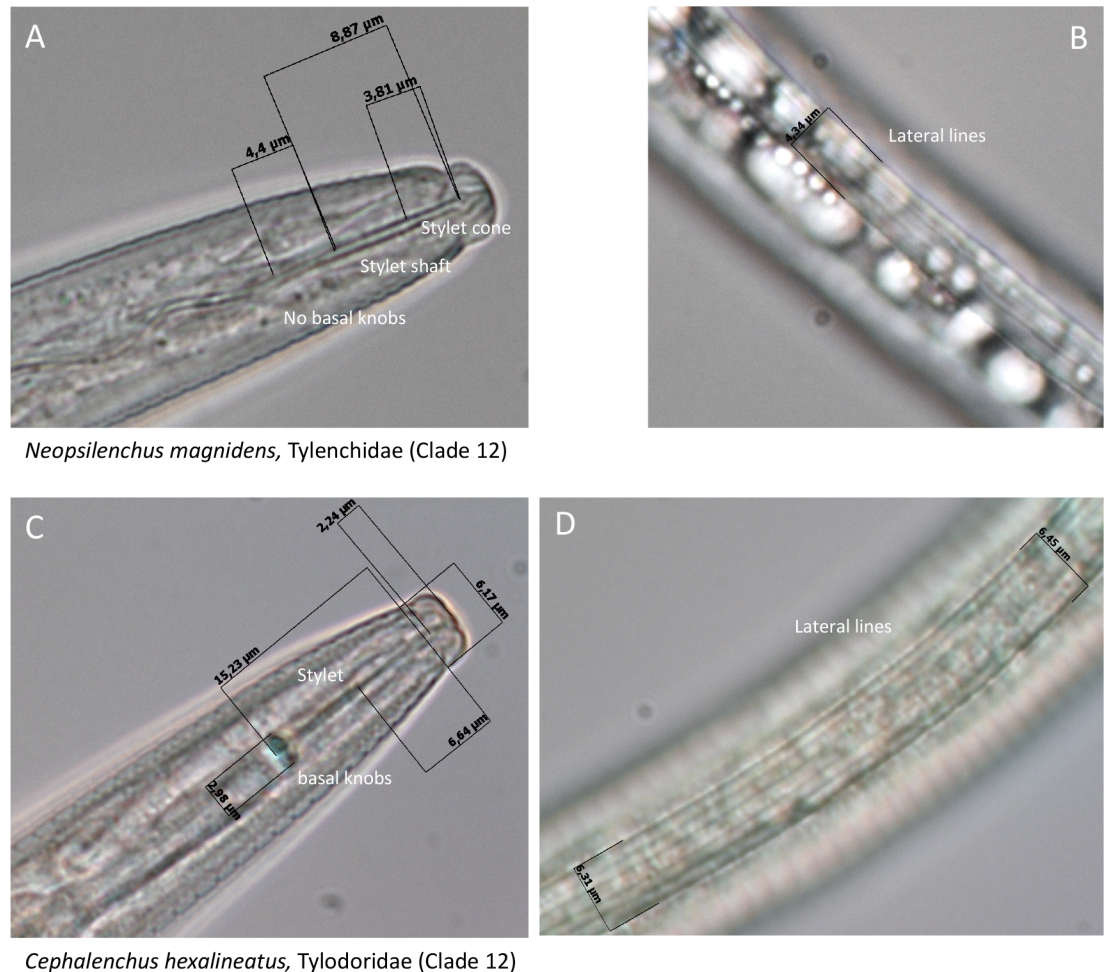 A
8,87 µm
3,81 µm
4,4 µm
Stylet cone
Stylet shaft
No basal knobs
B
4,34 µm
Lateral lines
Neopsilenchus magnidens, Tylenchidae (Clade 12)
C
2,24 µm
6,17 µm
15,23 µm
Stylet
6,64 µm
basal knobs
2,98 µm
D
6,45 µm
Lateral lines
6,31 µm
Cephalenchus hexalineatus, Tylodoridae (Clade 12)